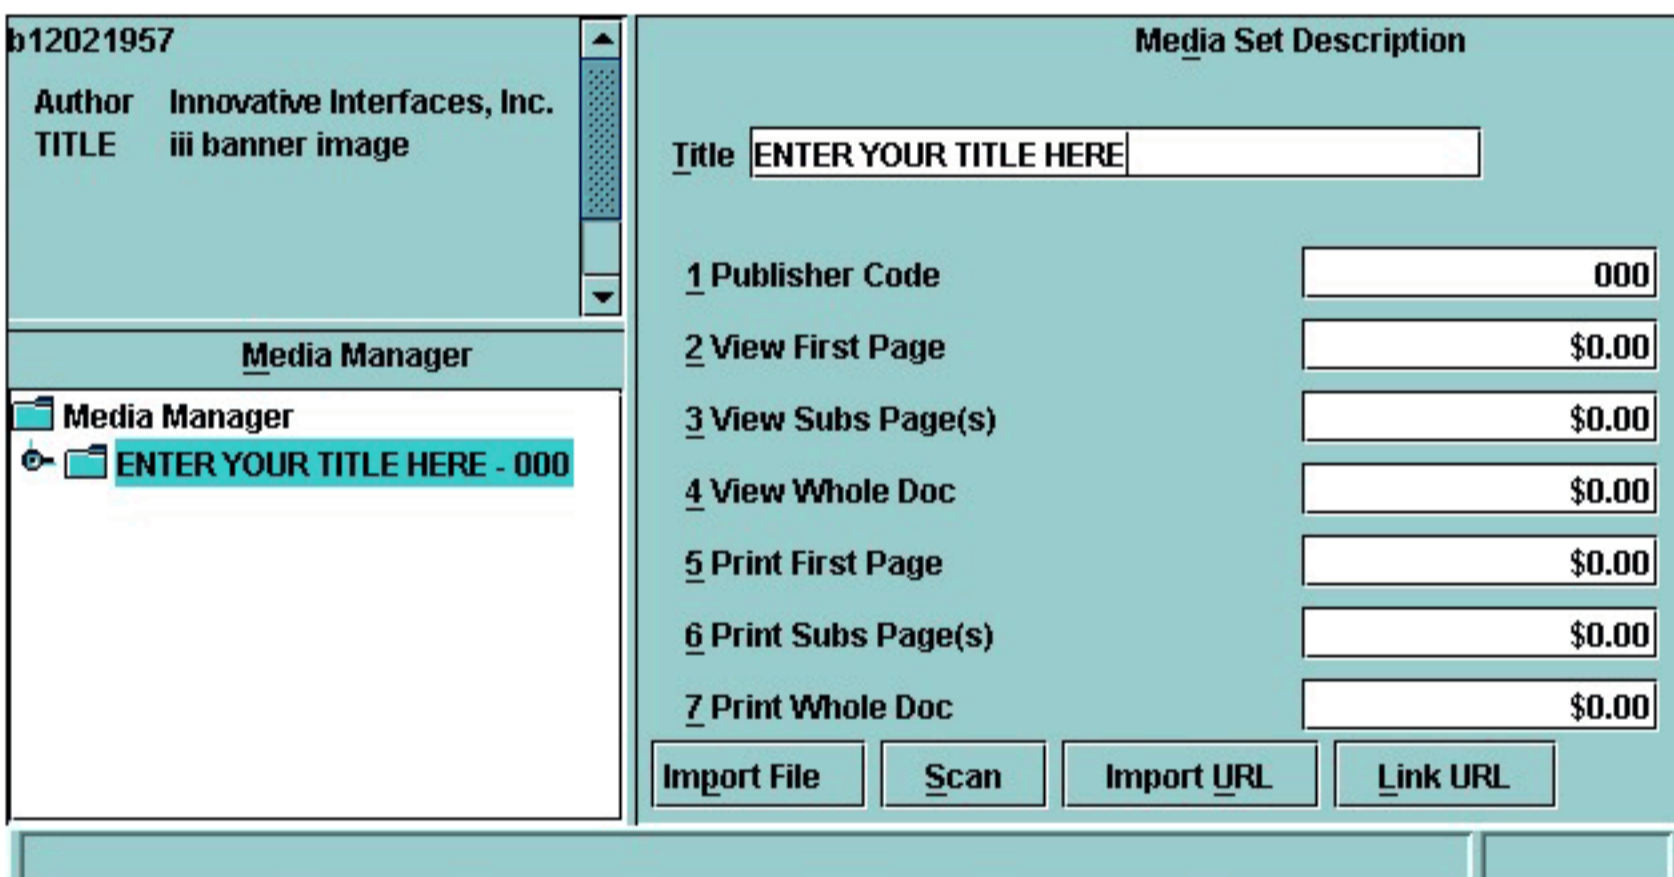 b12021957
Author Innovative Interfaces, Inc.
TITLE iii banner image
Media Manager
Media Manager
ENTER YOUR TITLE HERE - 000
Media Set Description
Title ENTER YOUR TITLE HERE
1 Publisher Code 000
2 View First Page $0.00
3 View Subs Page(s) $0.00
4 View Whole Doc $0.00
5 Print First Page $0.00
6 Print Subs Page(s) $0.00
7 Print Whole Doc $0.00
Import File Scan Import URL Link URL